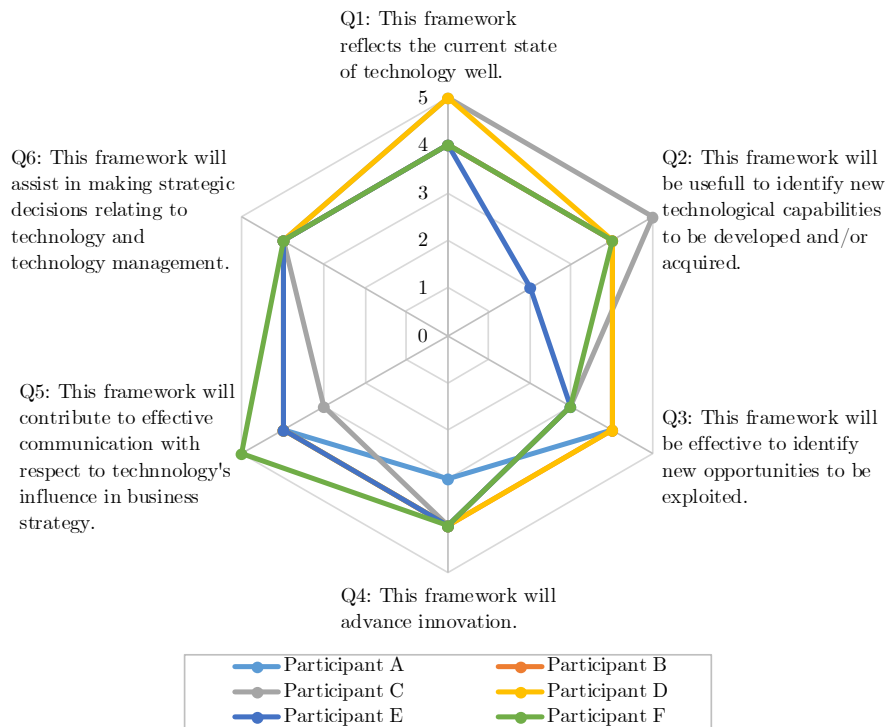 Q1: This framework
reflects the current state
of technology well.
5
4
3
2
1
0
Q2: This framework will
be usefull to identify new
technological capabilities
to be developed and/or
acquired.
Q3: This framework will
be effective to identify
new opportunities to be
exploited.
Q4: This framework will
advance innovation.
Q5: This framework will
contribute to effective
communication with
respect to technnology's
influence in business
strategy.
Q6: This framework will
assist in making strategic
decisions relating to
technology and
technology management.
Participant A
Participant B
Participant C
Participant D
Participant E
Participant F